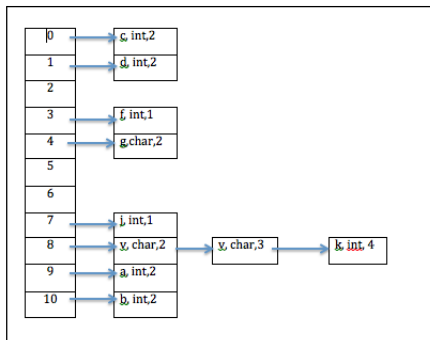 0 c, int,2
1 d, int,2
2
3 f, int,1
4 g,char,2
5
6
7 i, int,1
8 v, char,2 v, char,3 k, int, 4
9 a, int,2
10 b, int,2